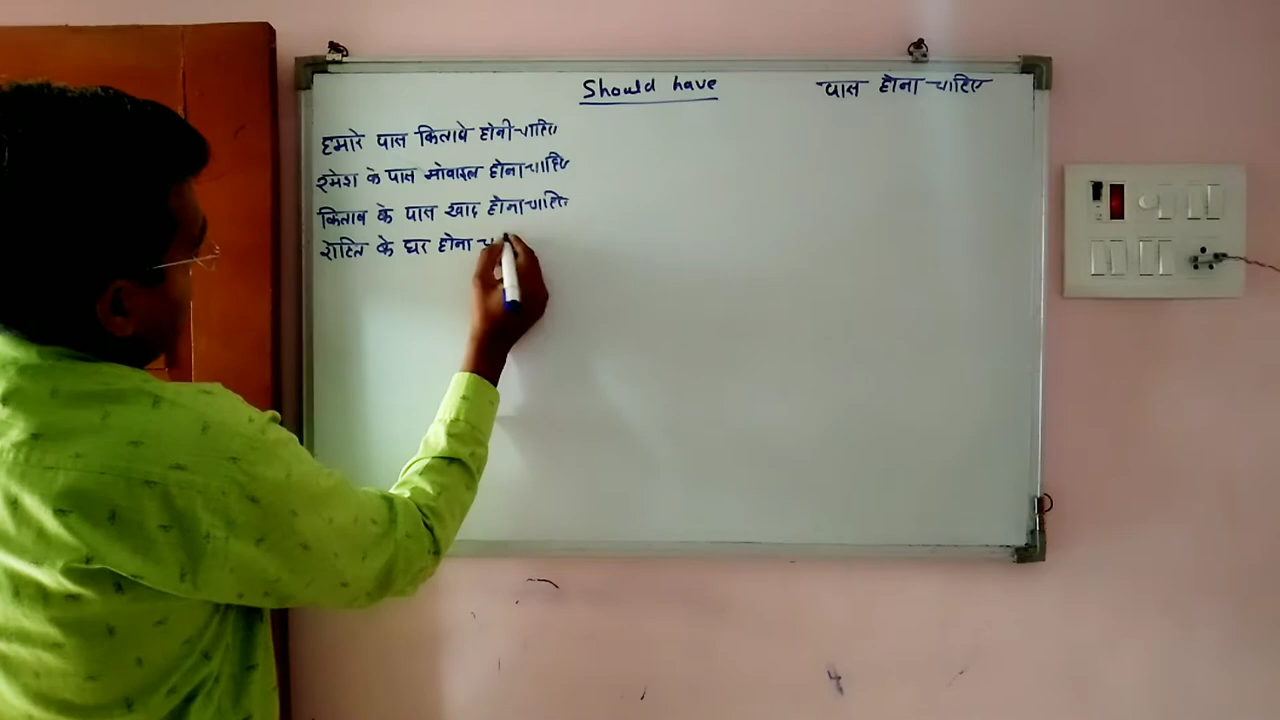 Should have
पास होना चाहिए
हमारे पास किताबे होनी चाहिए
रमेश के पास मोबाइल होना चाहिए
किताब के पास खाद होना चाहिए
रोहित के घर होना च